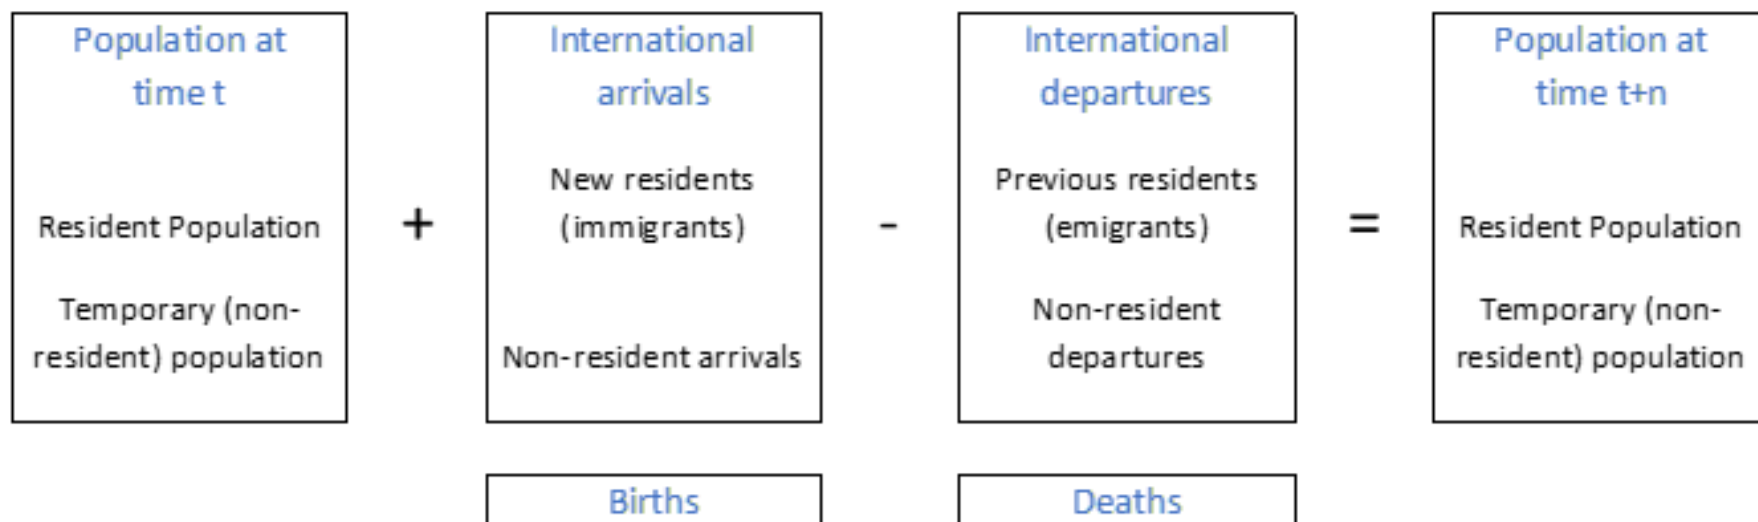 Population at
time t
Resident Population
Temporary (non-
resident) population
+
International
arrivals
New residents
(immigrants)
Non-resident arrivals
-
International
departures
Previous residents
(emigrants)
Non-resident
departures
=
Population at
time t+n
Resident Population
Temporary (non-
resident) population
Births
Deaths